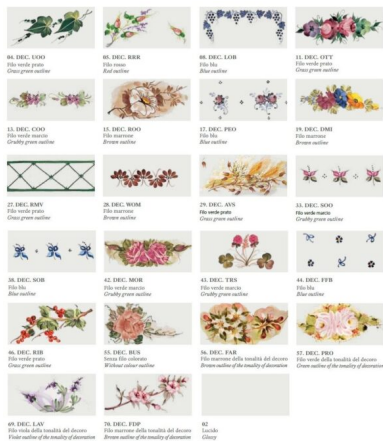 04. DEC. UOO
Filo verde prato
Grass green outline
05. DEC. RRR
Filo rosso
Red outline
08. DEC. LOB
Filo blu
Blue outline
11. DEC. OTT
Filo verde prato
Grass green outline
13. DEC. COO
Filo verde marcio
Grubby green outline
15. DEC. ROO
Filo marrone
Brown outline
17. DEC. PEO
Filo blu
Blue outline
19. DEC. DMI
Filo marrone
Brown outline
27. DEC. RMV
Filo verde prato
Grass green outline
28. DEC. WOM
Filo marrone
Brown outline
29. DEC. AVS
Filo verde prato
Grass green outline
33. DEC. SOO
Filo verde marcio
Grubby green outline
38. DEC. SOB
Filo blu
Blue outline
42. DEC. MOR
Filo verde marcio
Grubby green outline
43. DEC. TRS
Filo verde marcio
Grubby green outline
44. DEC. FFB
Filo blu
Blue outline
46. DEC. RIB
Filo verde prato
Grass green outline
55. DEC. BUS
Senza filo colorato
Without colour outline
56. DEC. FAR
Filo marrone della tonalità del decoro
Brown outline of the tonality of decoration
57. DEC. PRO
Filo verde della tonalità del decoro
Green outline of the tonality of decoration
69. DEC. LAV
Filo viola della tonalità del decoro
Violet outline of the tonality of decoration
70. DEC. FDP
Filo marrone della tonalità del decoro
Brown outline of the tonality of decoration
02
Lucido
Glossy